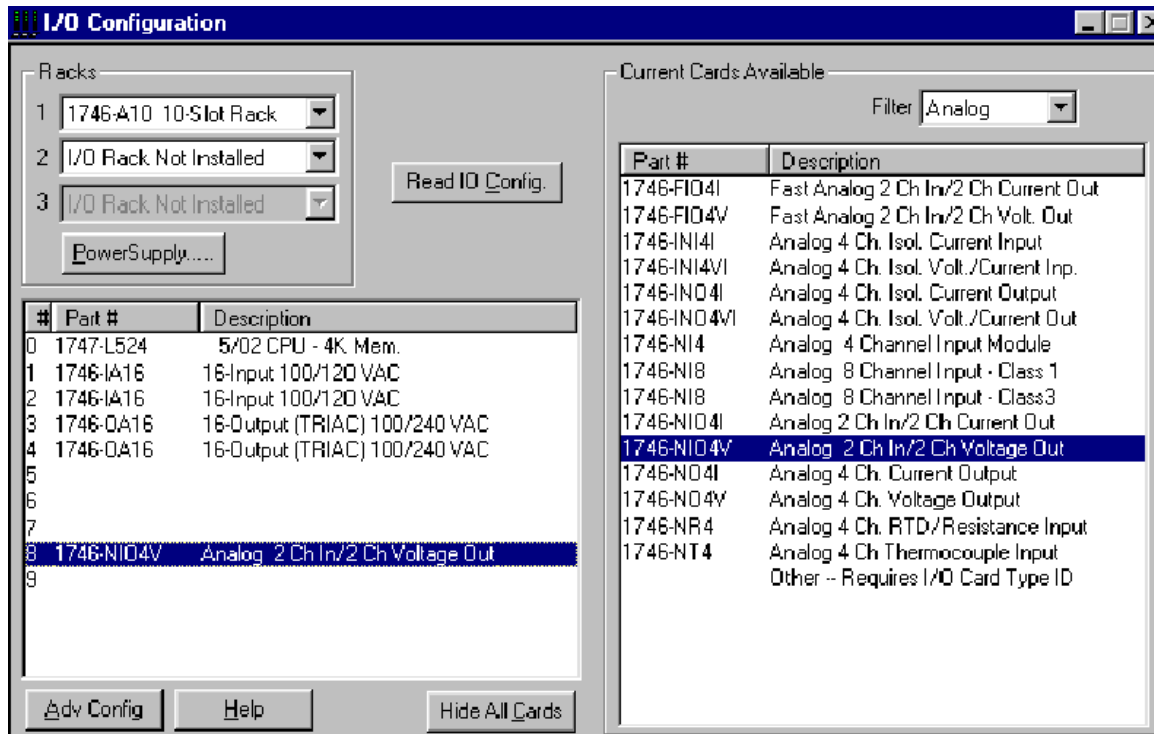 I/O Configuration
Racks
1 1746-A10 10-Slot Rack
2 I/O Rack Not Installed
3 I/O Rack Not Installed
PowerSupply.....
Read IO Config.
# Part # Description
0 1747-L524 5/02 CPU - 4K Mem.
1 1746-IA16 16-Input 100/120 VAC
2 1746-IA16 16-Input 100/120 VAC
3 1746-OA16 16-Output (TRIAC) 100/240 VAC
4 1746-OA16 16-Output (TRIAC) 100/240 VAC
5
6
7
8 1746-NIO4V Analog 2 Ch In/2 Ch Voltage Out
9
Adv Config
Help
Hide All Cards
Current Cards Available
Filter Analog
Part # Description
1746-FIO4I Fast Analog 2 Ch In/2 Ch Current Out
1746-FIO4V Fast Analog 2 Ch In/2 Ch Volt. Out
1746-INI4I Analog 4 Ch. Isol. Current Input
1746-INI4VI Analog 4 Ch. Isol. Volt./Current Inp.
1746-INO4I Analog 4 Ch. Isol. Current Output
1746-INO4VI Analog 4 Ch. Isol. Volt./Current Out
1746-NI4 Analog 4 Channel Input Module
1746-NI8 Analog 8 Channel Input - Class 1
1746-NI8 Analog 8 Channel Input - Class3
1746-NIO4I Analog 2 Ch In/2 Ch Current Out
1746-NIO4V Analog 2 Ch In/2 Ch Voltage Out
1746-NO4I Analog 4 Ch. Current Output
1746-NO4V Analog 4 Ch. Voltage Output
1746-NR4 Analog 4 Ch. RTD/Resistance Input
1746-NT4 Analog 4 Ch Thermocouple Input
Other -- Requires I/O Card Type ID